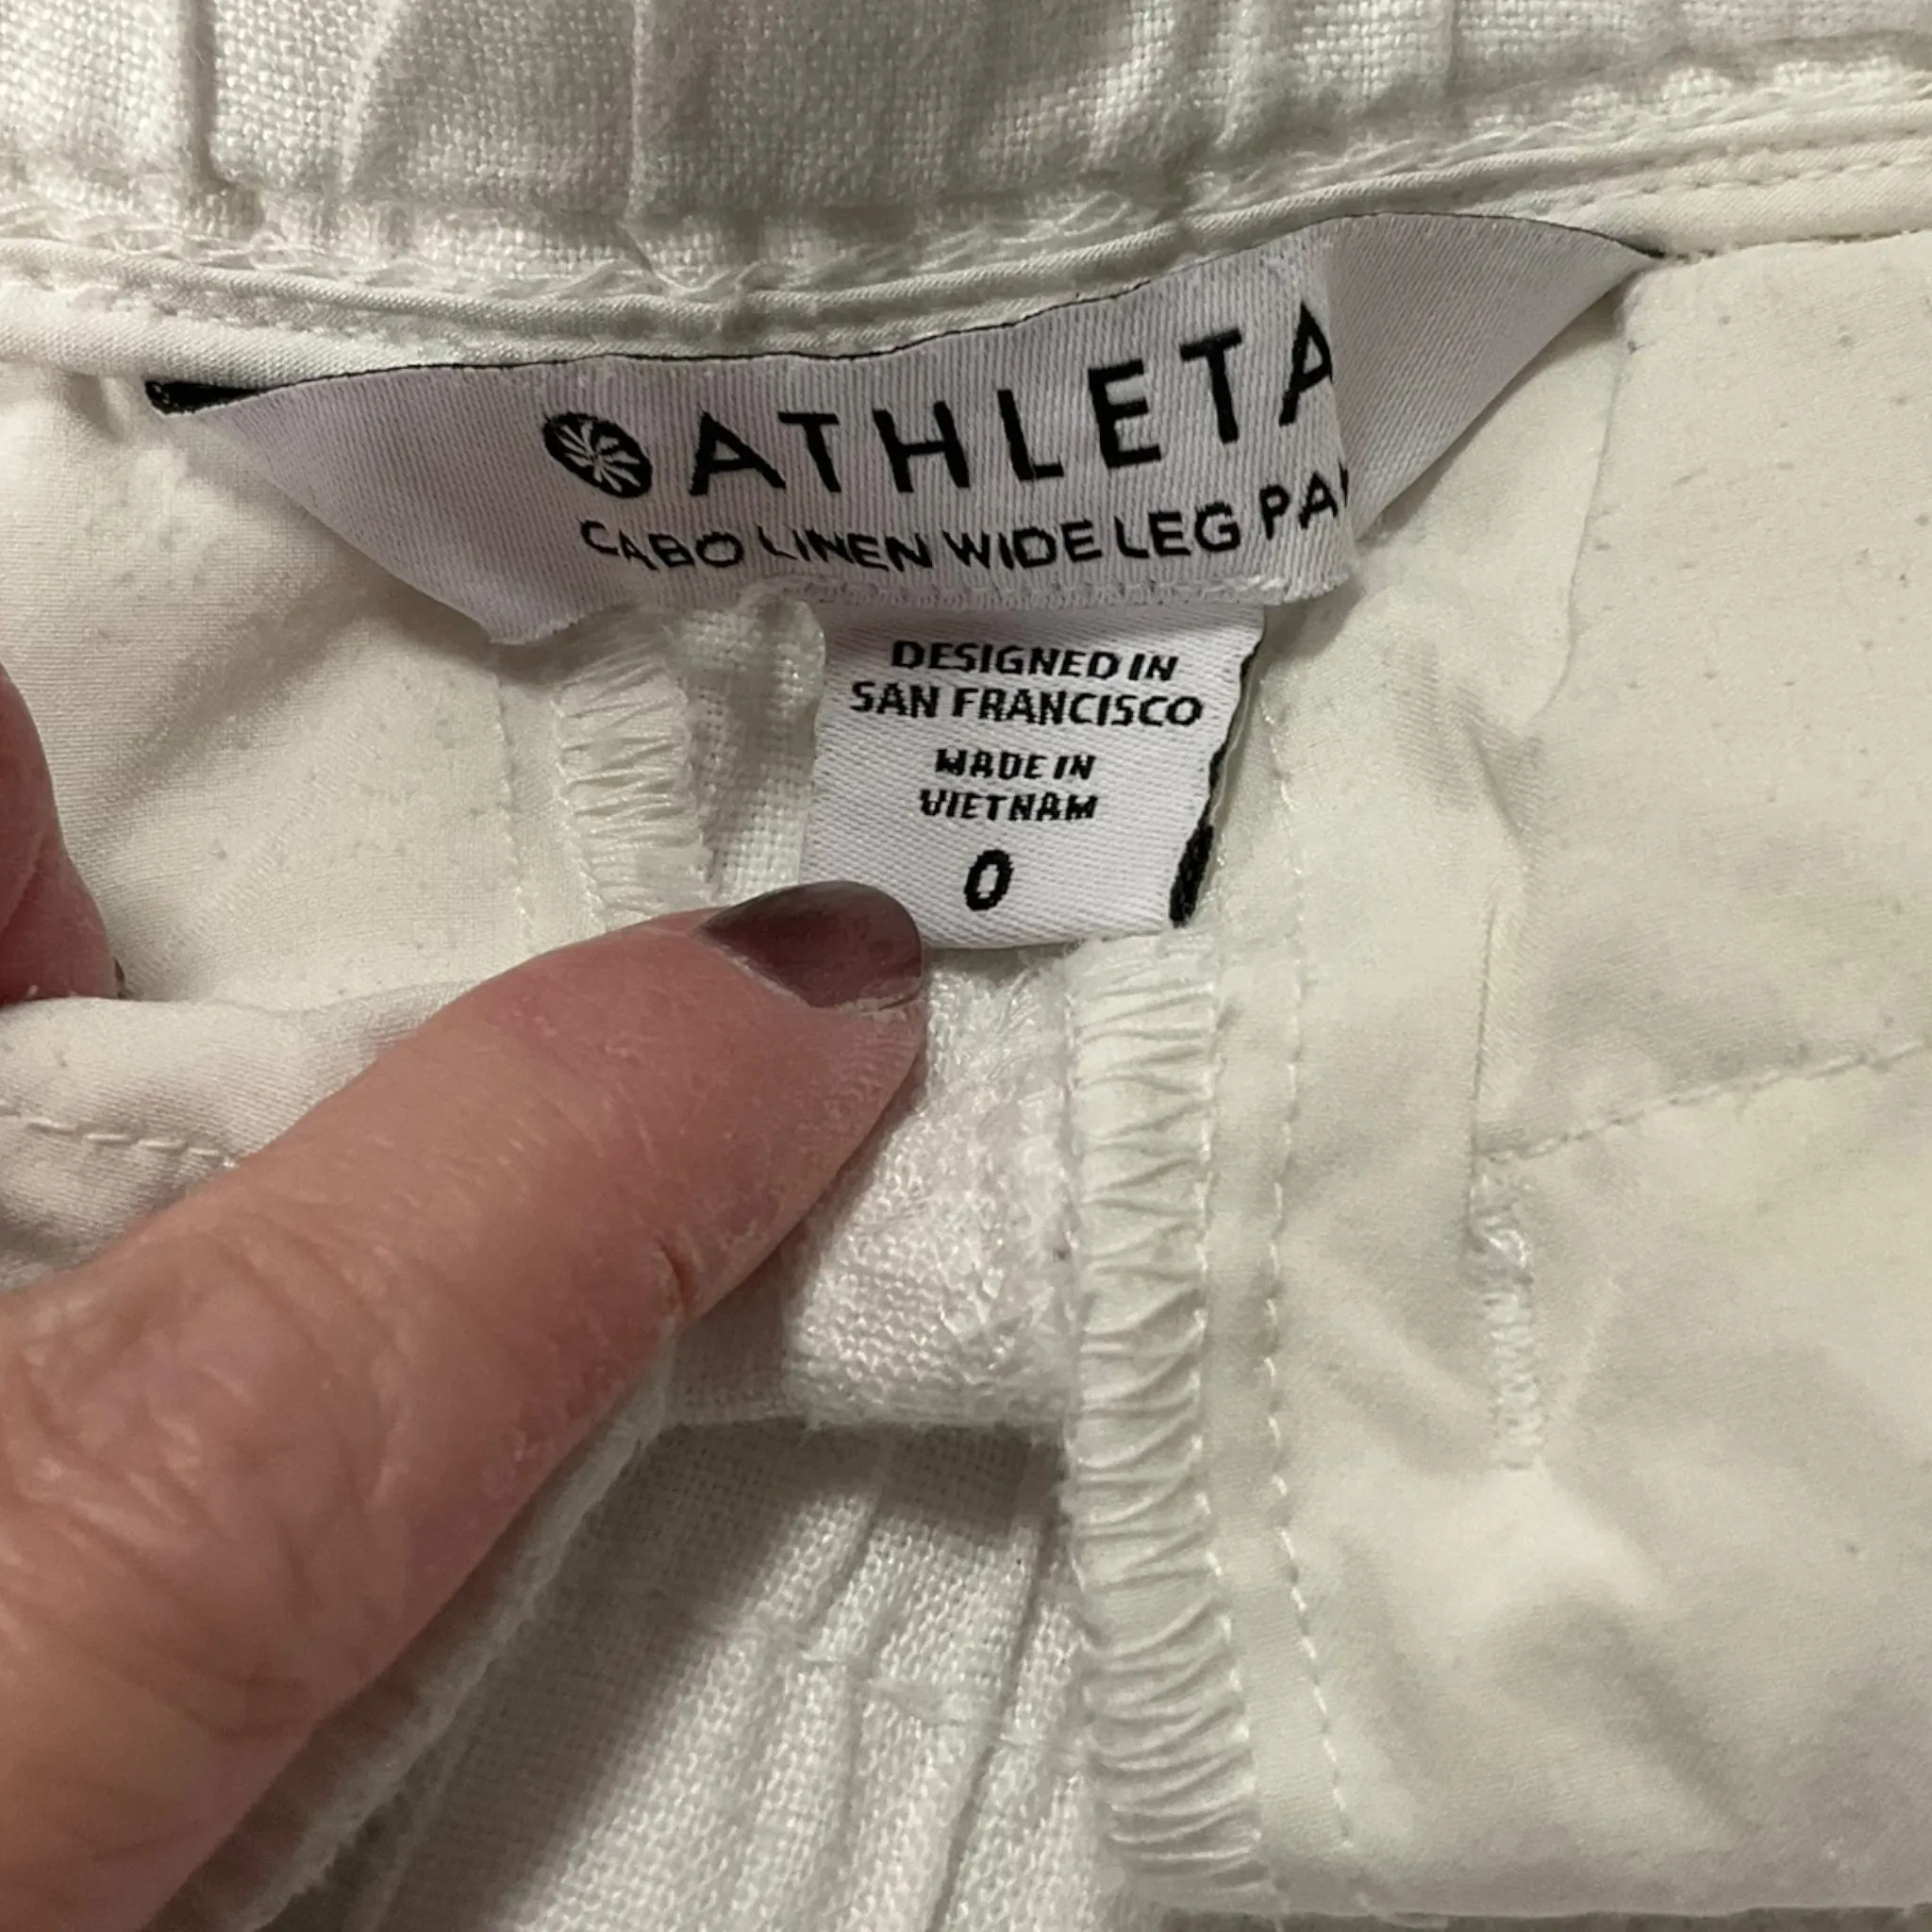 ATHLETA
CABO LINEN WIDE LEG PA
DESIGNED IN
SAN FRANCISCO
MADE IN
VIETNAM
0